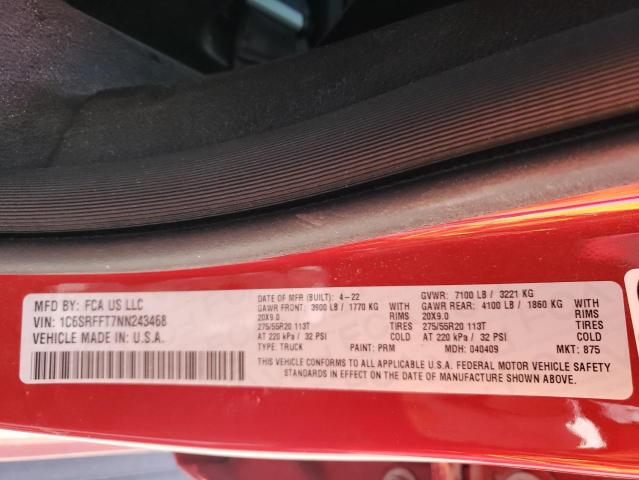 MFD BY: FCA US LLC
VIN: 1C6SRFFT7NN243468
VEHICLE MADE IN U.S.A.
DATE OF MFR (BUILT): 4-22 GVWR: 7100 LB / 3221 KG
GAWR FRONT: 3900 LB / 1770 KG WITH GAWR REAR: 4100 LB / 1860 KG WITH
20X9.0 RIMS 20X9.0 RIMS
275/55R20 113T TIRES 275/55R20 113T TIRES
AT 220 kPa / 32 PSI COLD AT 220 kPa / 32 PSI COLD
TYPE: TRUCK PAINT: PRM MDH: 040409 MKT: 875
THIS VEHICLE CONFORMS TO ALL APPLICABLE U.S.A. FEDERAL MOTOR VEHICLE SAFETY
STANDARDS IN EFFECT ON THE DATE OF MANUFACTURE SHOWN ABOVE.